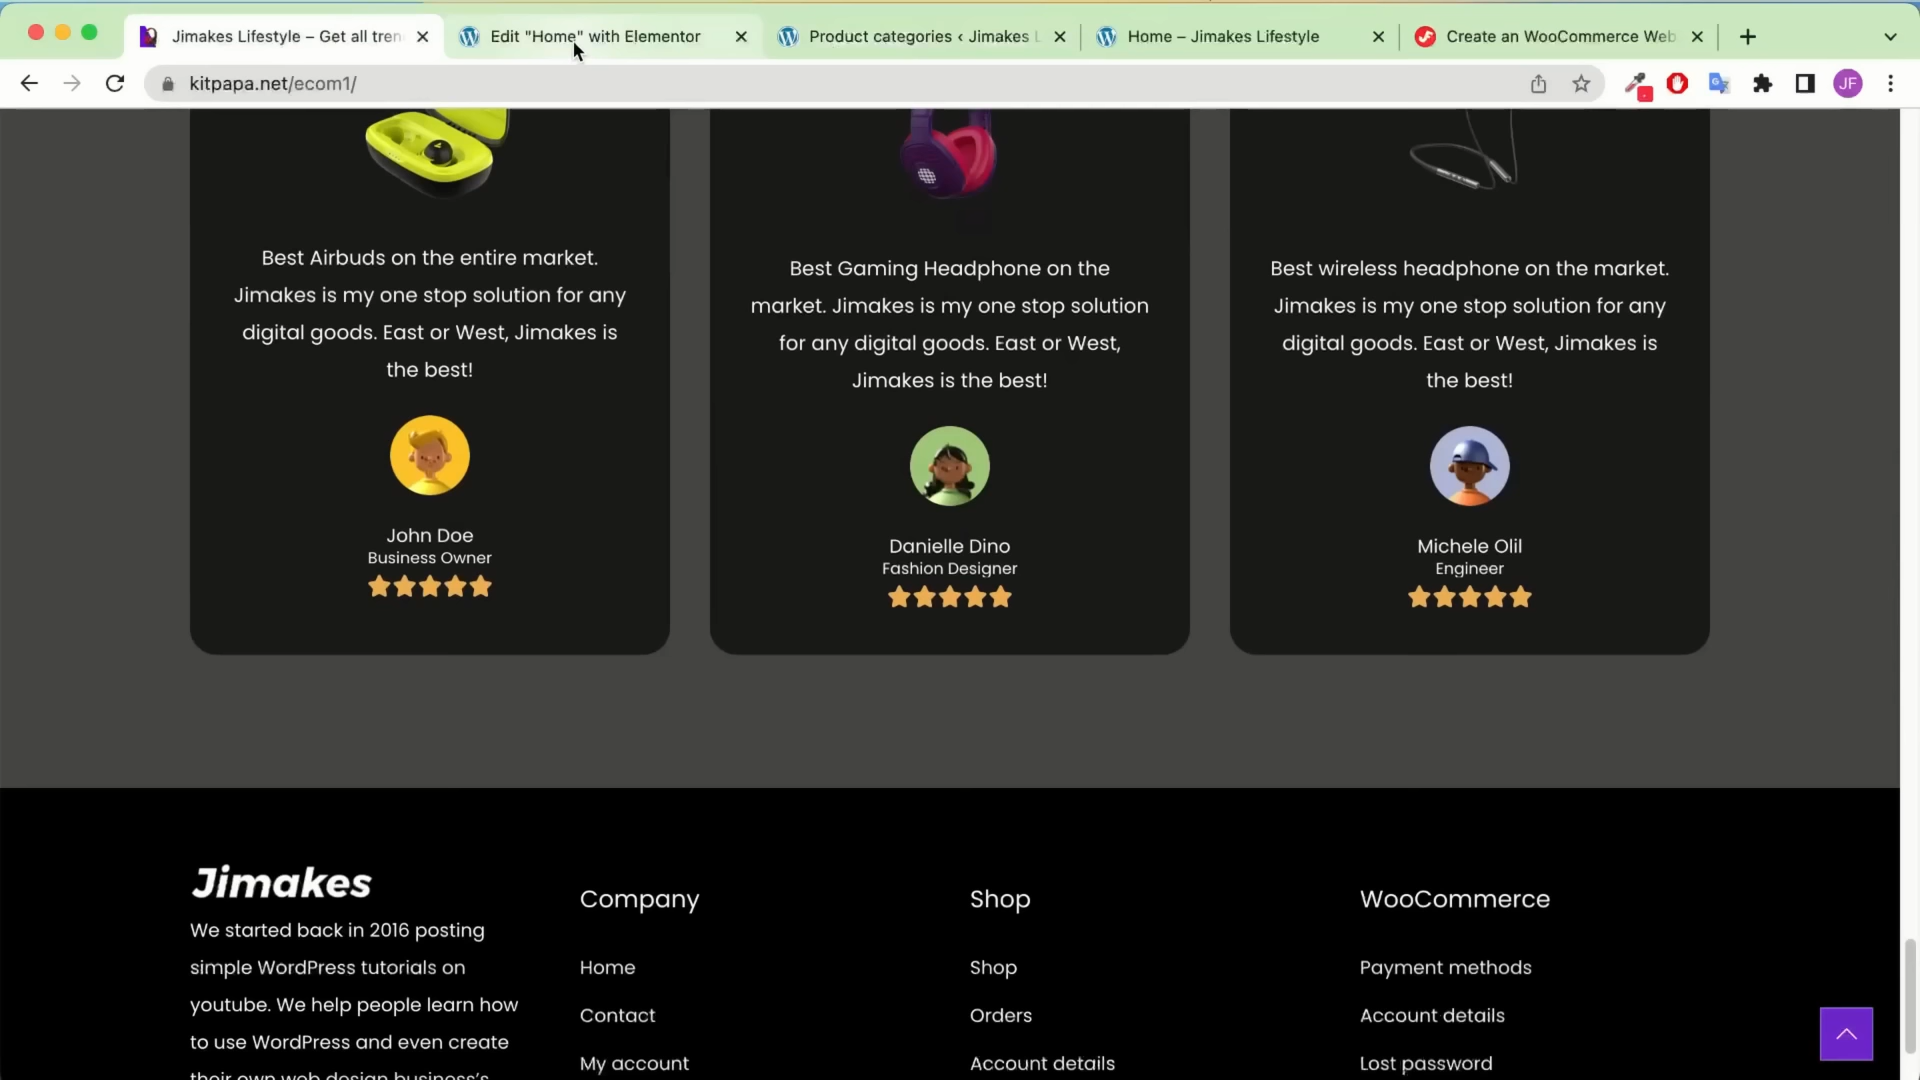 Jimakes Lifestyle – Get all tren
Edit "Home" with Elementor
Product categories ‹ Jimakes L
Home – Jimakes Lifestyle
Create an WooCommerce Web
kitpapa.net/ecom1/
JF
Best Airbuds on the entire market.
Jimakes is my one stop solution for any
digital goods. East or West, Jimakes is
the best!
John Doe
Business Owner
Best Gaming Headphone on the
market. Jimakes is my one stop solution
for any digital goods. East or West,
Jimakes is the best!
Danielle Dino
Fashion Designer
Best wireless headphone on the market.
Jimakes is my one stop solution for any
digital goods. East or West, Jimakes is
the best!
Michele Olil
Engineer
Jimakes
We started back in 2016 posting
simple WordPress tutorials on
youtube. We help people learn how
to use WordPress and even create
their own web design business's
Company
Home
Contact
My account
Shop
Shop
Orders
Account details
WooCommerce
Payment methods
Account details
Lost password